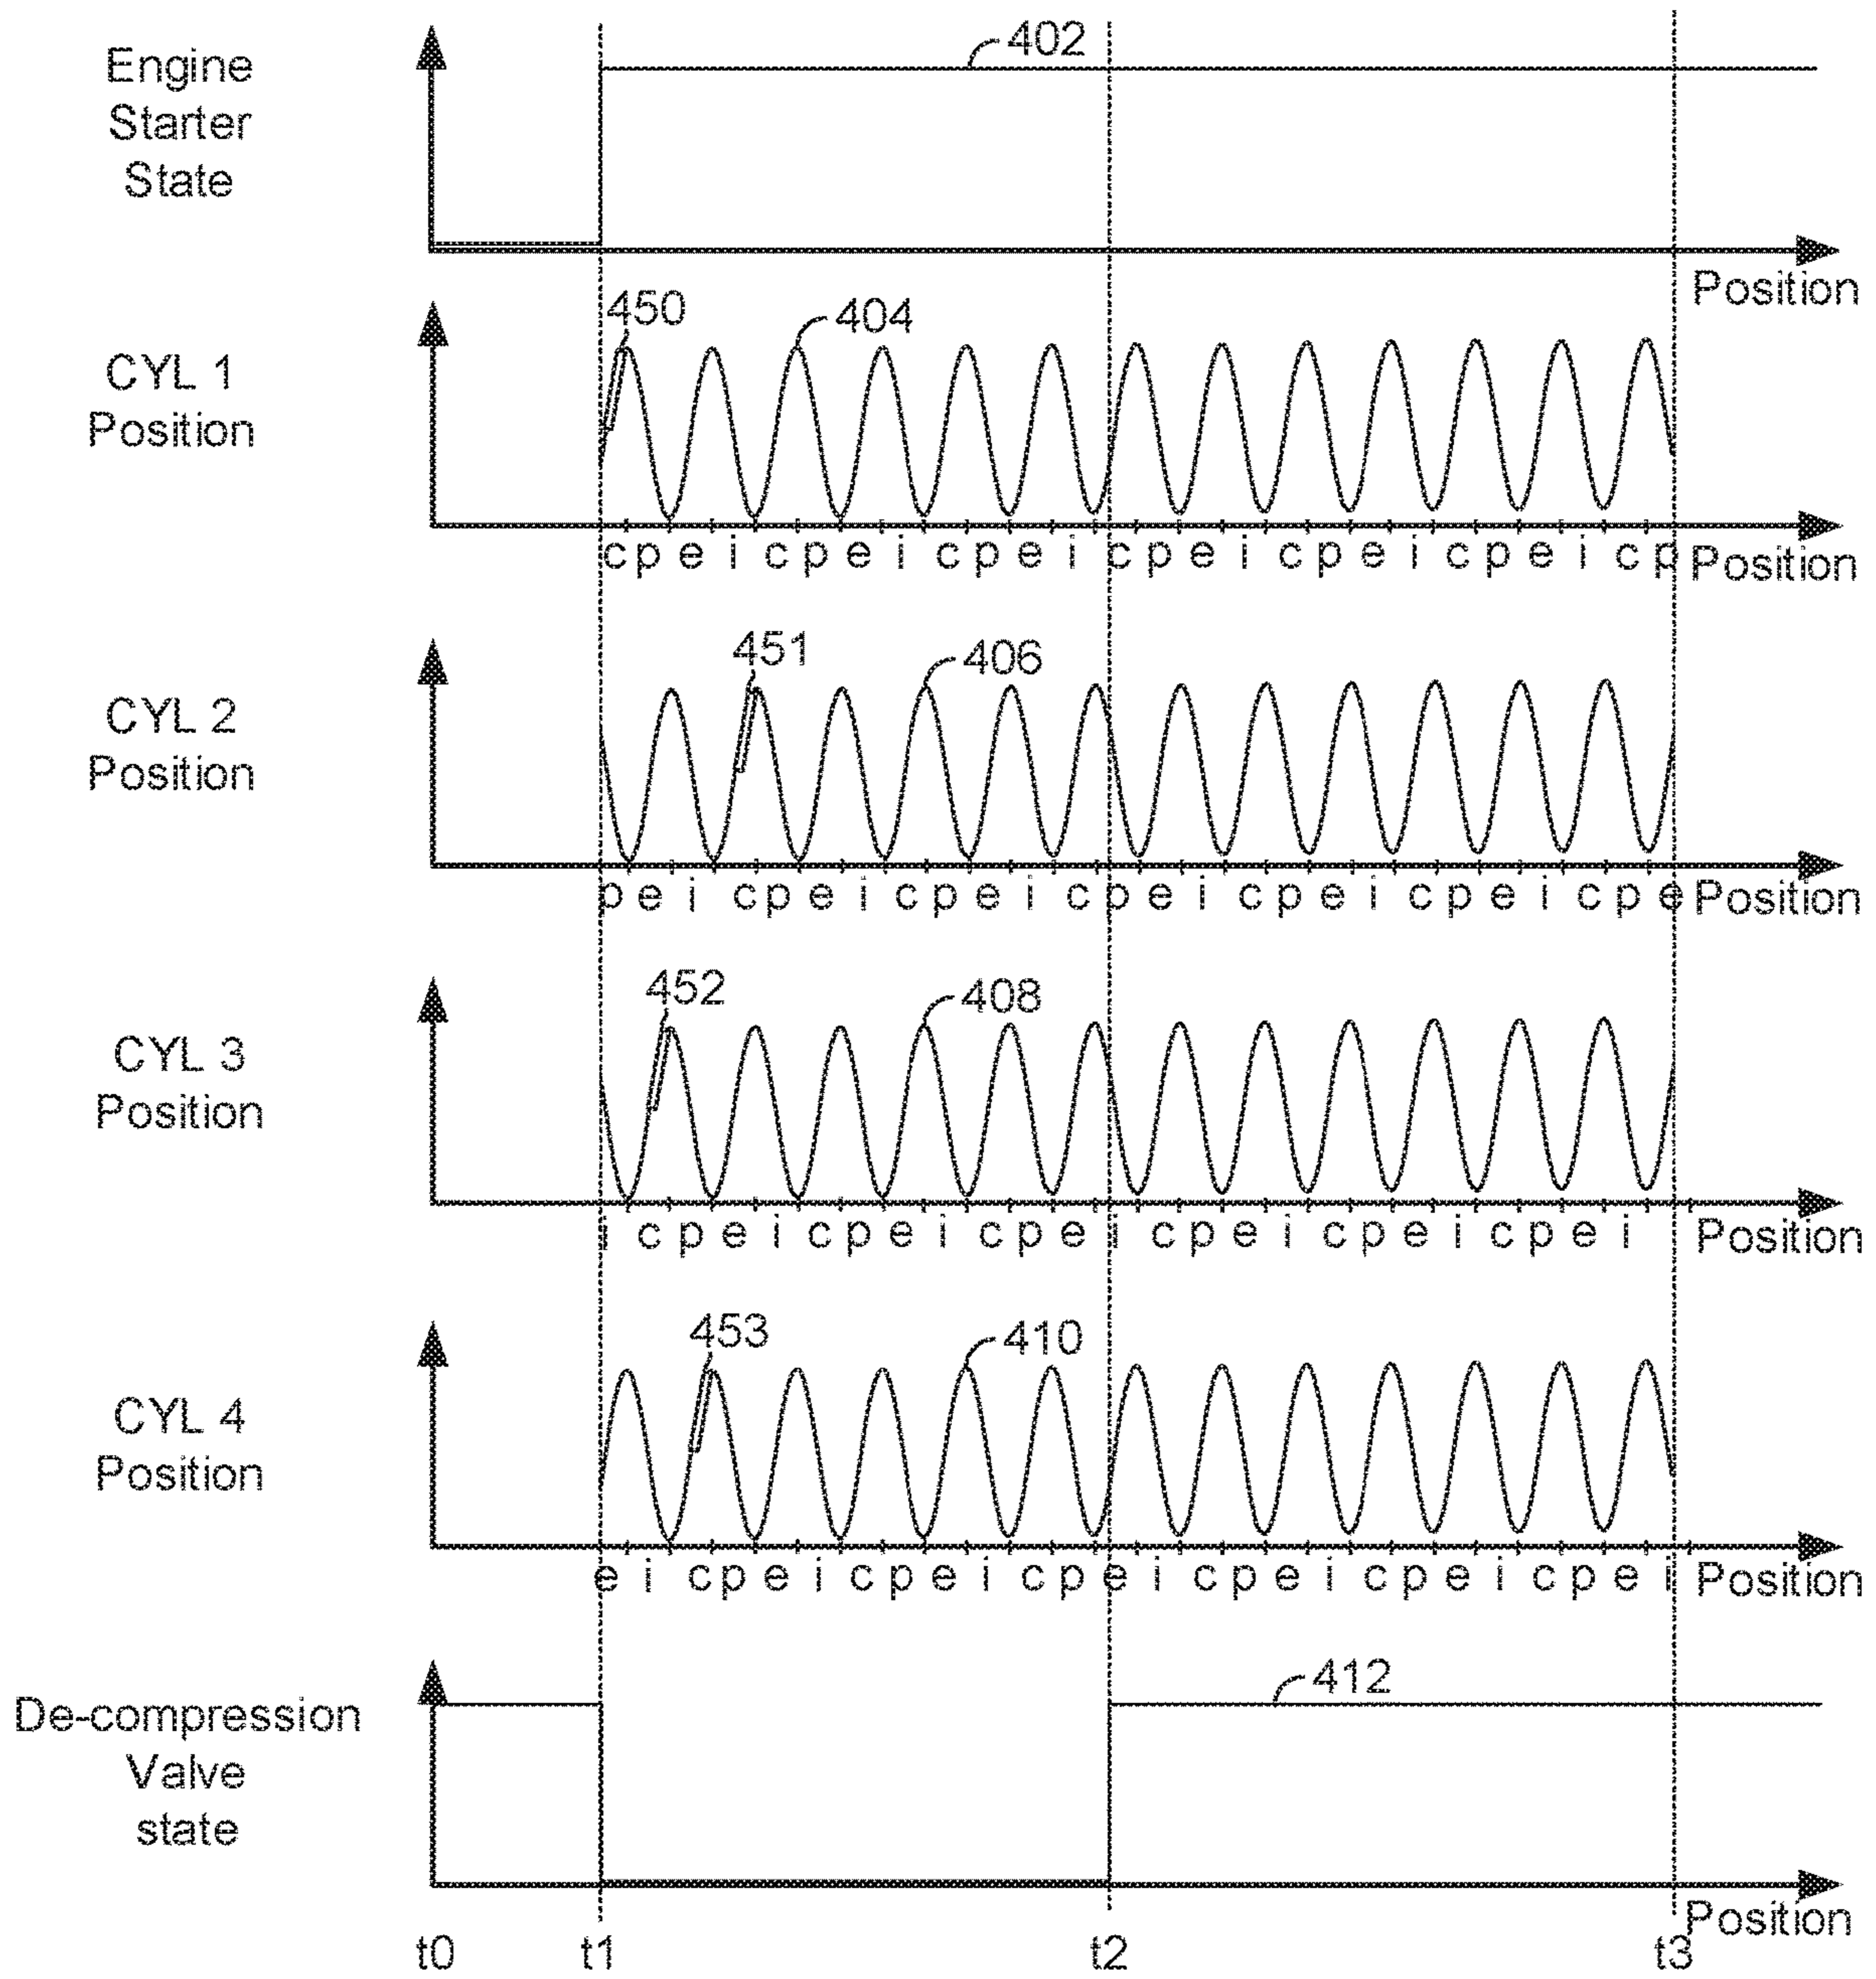 402
Engine
Starter
State
Position
450
404
CYL 1
Position
c p e i c p e i c p e i c p e i c p e i c p e i c p
Position
451
406
CYL 2
Position
p e i c p e i c p e i c p e i c p e i c p e i c p e
Position
452
408
CYL 3
Position
i c p e i c p e i c p e i c p e i c p e i c p e i
Position
453
410
CYL 4
Position
e i c p e i c p e i c p e i c p e i c p e i c p e i
Position
412
De-compression
Valve
state
Position
t0 t1 t2 t3